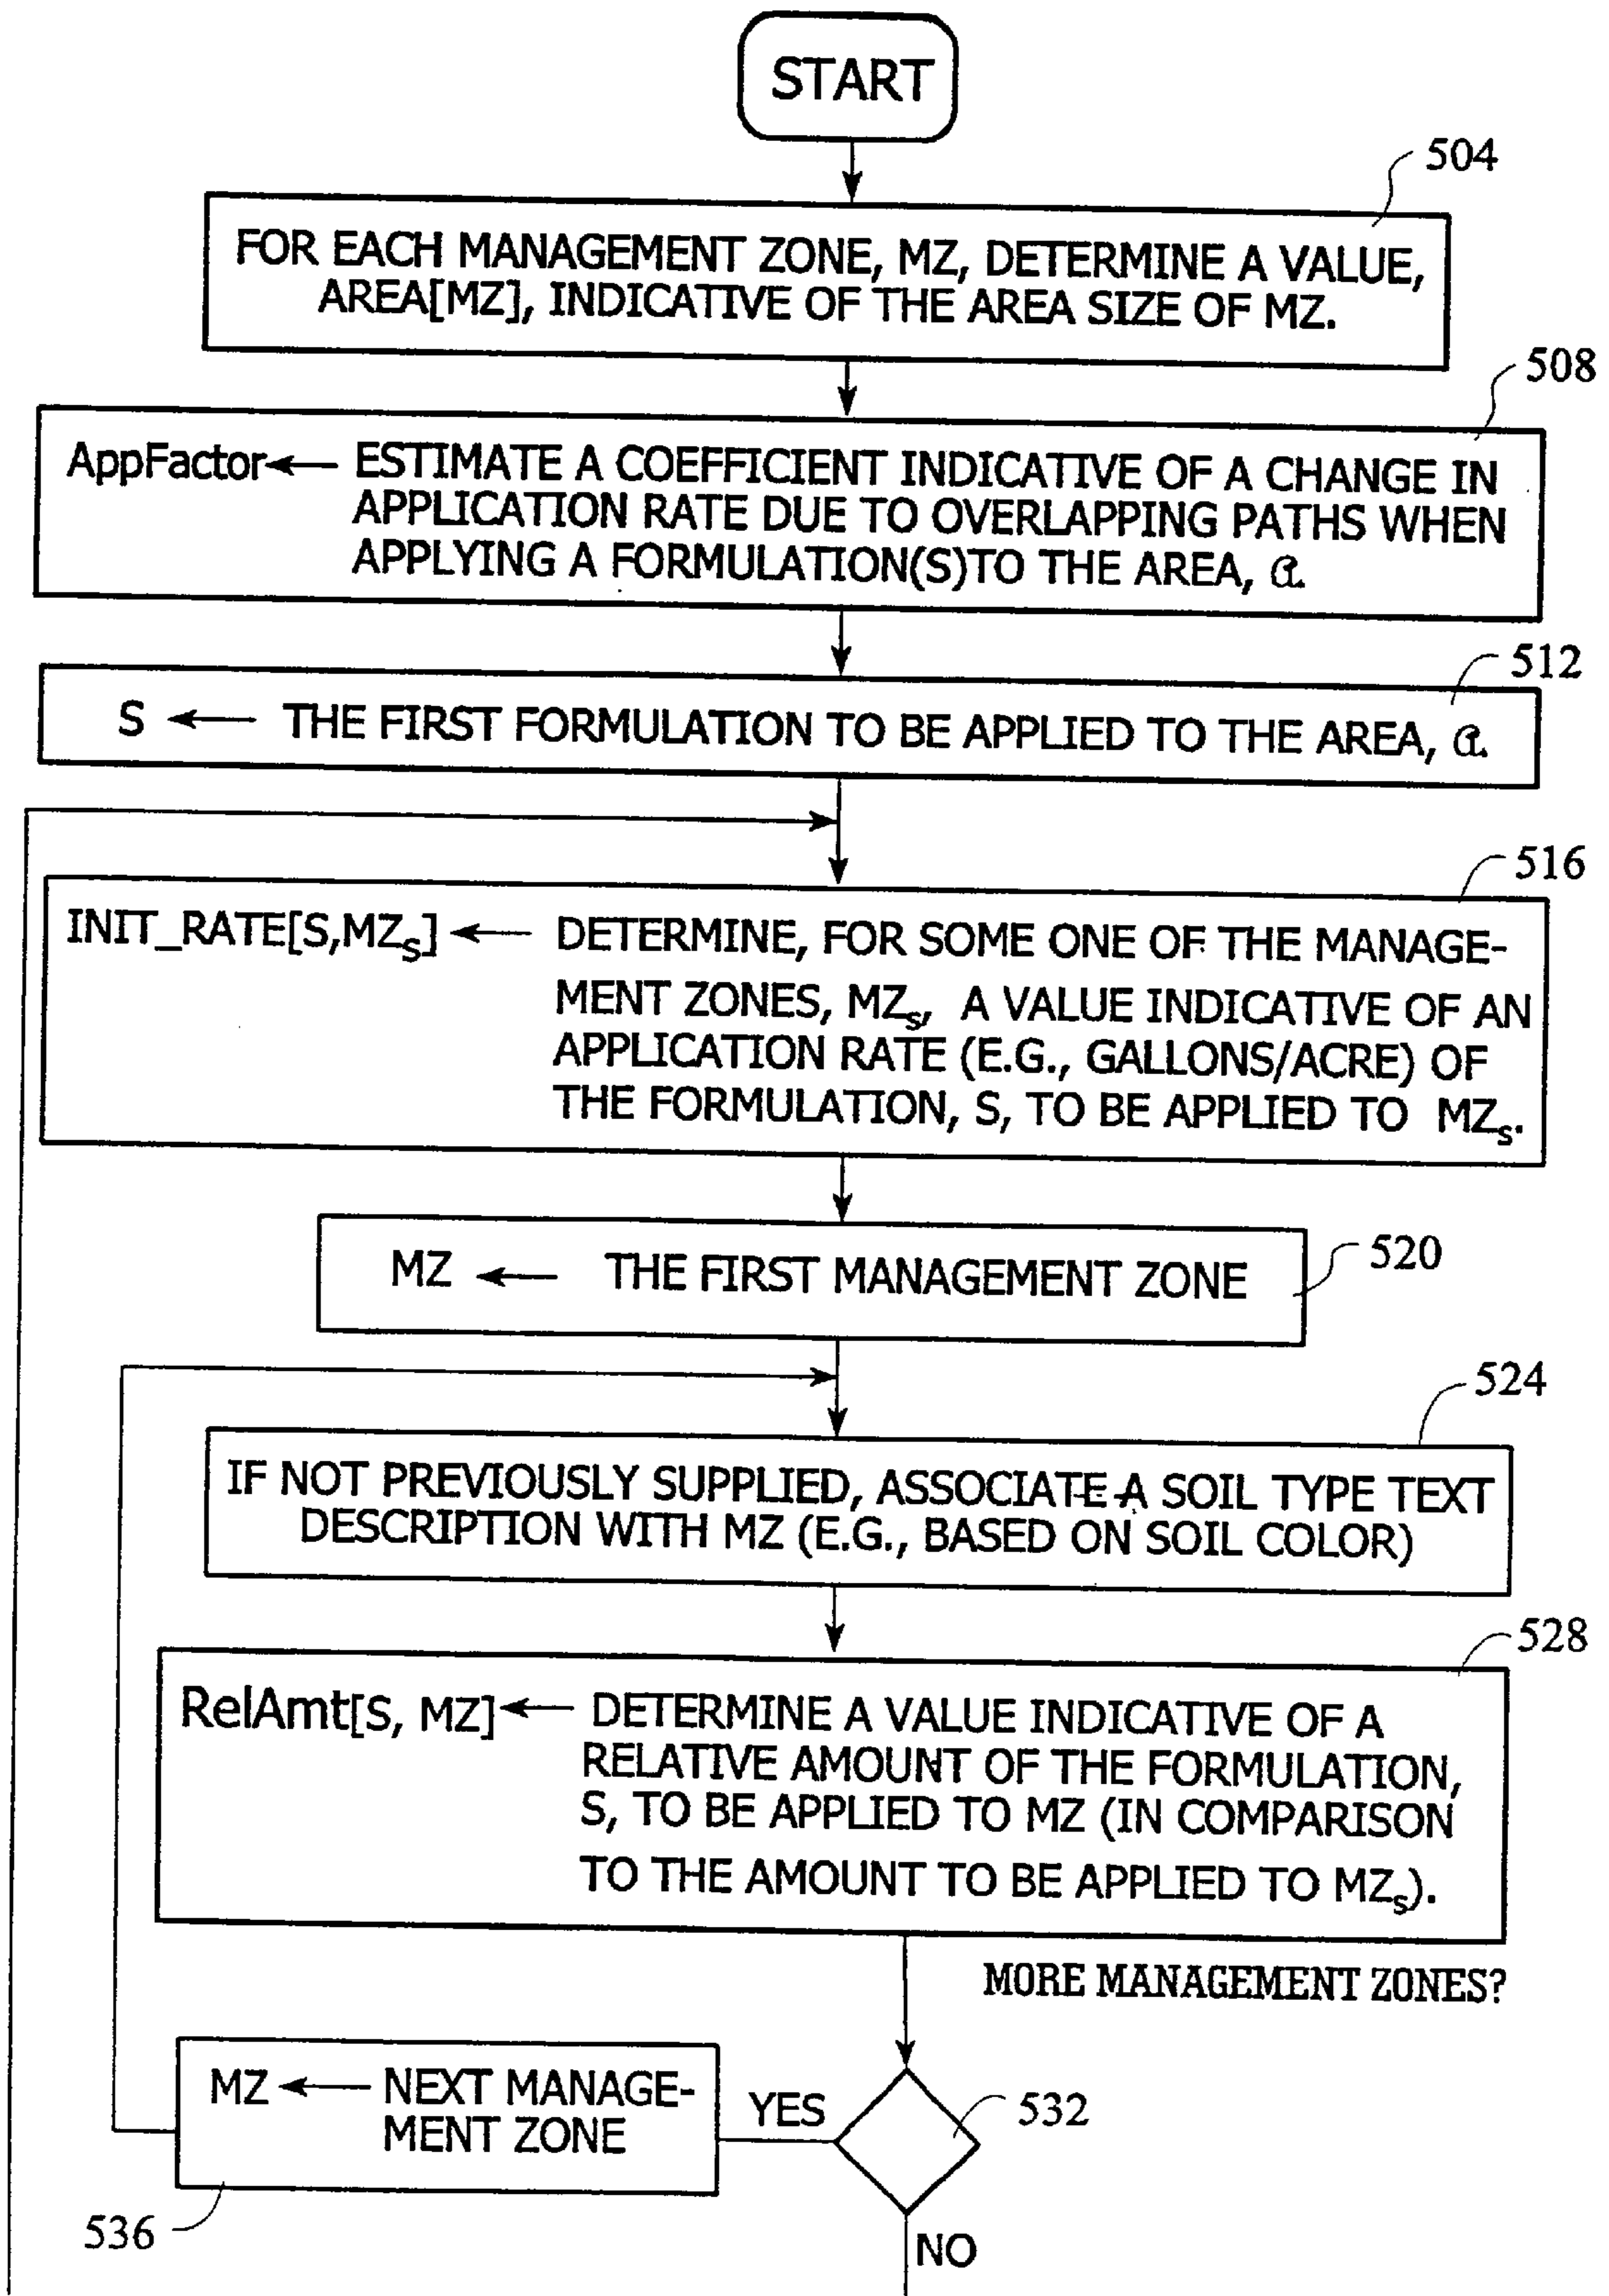 START
504
FOR EACH MANAGEMENT ZONE, MZ, DETERMINE A VALUE,
AREA[MZ], INDICATIVE OF THE AREA SIZE OF MZ.
508
AppFactor← ESTIMATE A COEFFICIENT INDICATIVE OF A CHANGE IN
APPLICATION RATE DUE TO OVERLAPPING PATHS WHEN
APPLYING A FORMULATION(S)TO THE AREA, 𝒶.
512
S ← THE FIRST FORMULATION TO BE APPLIED TO THE AREA, 𝒶.
516
INIT_RATE[S,MZₛ] ← DETERMINE, FOR SOME ONE OF THE MANAGE-
MENT ZONES, MZₛ, A VALUE INDICATIVE OF AN
APPLICATION RATE (E.G., GALLONS/ACRE) OF
THE FORMULATION, S, TO BE APPLIED TO MZₛ.
520
MZ ← THE FIRST MANAGEMENT ZONE
524
IF NOT PREVIOUSLY SUPPLIED, ASSOCIATE A SOIL TYPE TEXT
DESCRIPTION WITH MZ (E.G., BASED ON SOIL COLOR)
528
RelAmt[S, MZ]← DETERMINE A VALUE INDICATIVE OF A
RELATIVE AMOUNT OF THE FORMULATION,
S, TO BE APPLIED TO MZ (IN COMPARISON
TO THE AMOUNT TO BE APPLIED TO MZₛ).
MORE MANAGEMENT ZONES?
MZ ← NEXT MANAGE-
MENT ZONE
YES
532
536
NO